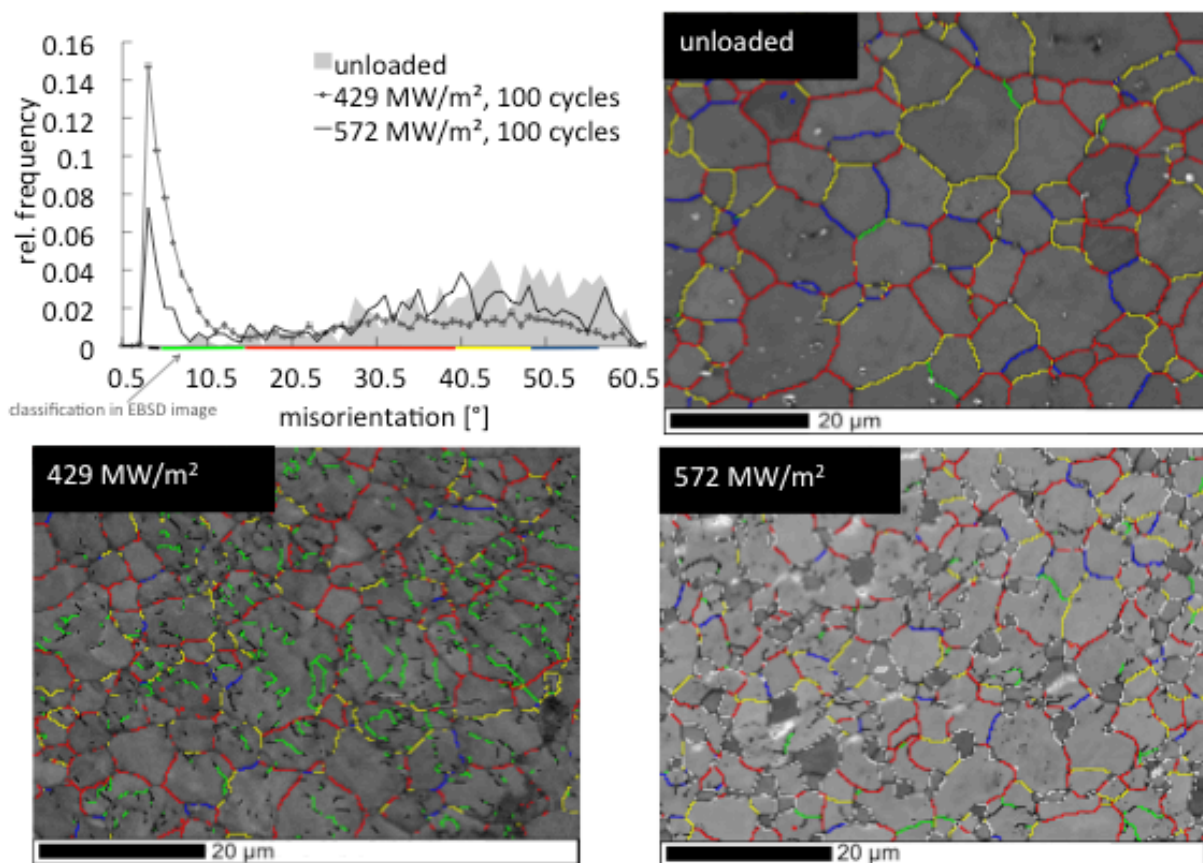 0.16
0.14
0.12
0.1
0.08
0.06
0.04
0.02
0
rel. frequency
unloaded
429 MW/m², 100 cycles
572 MW/m², 100 cycles
0.5 10.5 20.5 30.5 40.5 50.5 60.5
classification in EBSD image
misorientation [°]
unloaded
20 µm
429 MW/m²
20 µm
572 MW/m²
20 µm